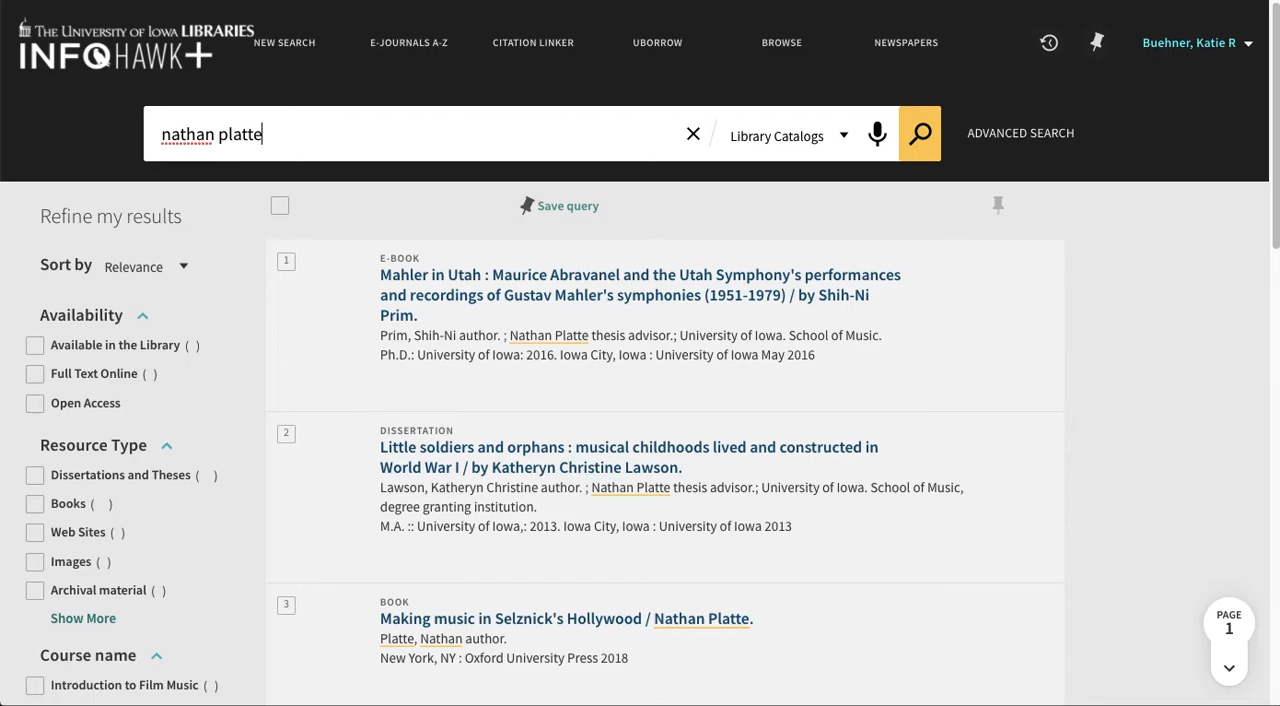 THE UNIVERSITY OF IOWA LIBRARIES
INFOHAWK+
NEW SEARCH
E-JOURNALS A-Z
CITATION LINKER
UBORROW
BROWSE
NEWSPAPERS
Buehner, Katie R
nathan platte
Library Catalogs
ADVANCED SEARCH
Refine my results
Save query
Sort by Relevance
Availability
Available in the Library ( )
Full Text Online ( )
Open Access
Resource Type
Dissertations and Theses ( )
Books ( )
Web Sites ( )
Images ( )
Archival material ( )
Show More
Course name
Introduction to Film Music ( )
1
E-BOOK
Mahler in Utah : Maurice Abravanel and the Utah Symphony's performances
and recordings of Gustav Mahler's symphonies (1951-1979) / by Shih-Ni
Prim.
Prim, Shih-Ni author. ; Nathan Platte thesis advisor.; University of Iowa. School of Music.
Ph.D.: University of Iowa: 2016. Iowa City, Iowa : University of Iowa May 2016
2
DISSERTATION
Little soldiers and orphans : musical childhoods lived and constructed in
World War I / by Katheryn Christine Lawson.
Lawson, Katheryn Christine author. ; Nathan Platte thesis advisor.; University of Iowa. School of Music,
degree granting institution.
M.A. :: University of Iowa,: 2013. Iowa City, Iowa : University of Iowa 2013
3
BOOK
Making music in Selznick's Hollywood / Nathan Platte.
Platte, Nathan author.
New York, NY : Oxford University Press 2018
PAGE
1